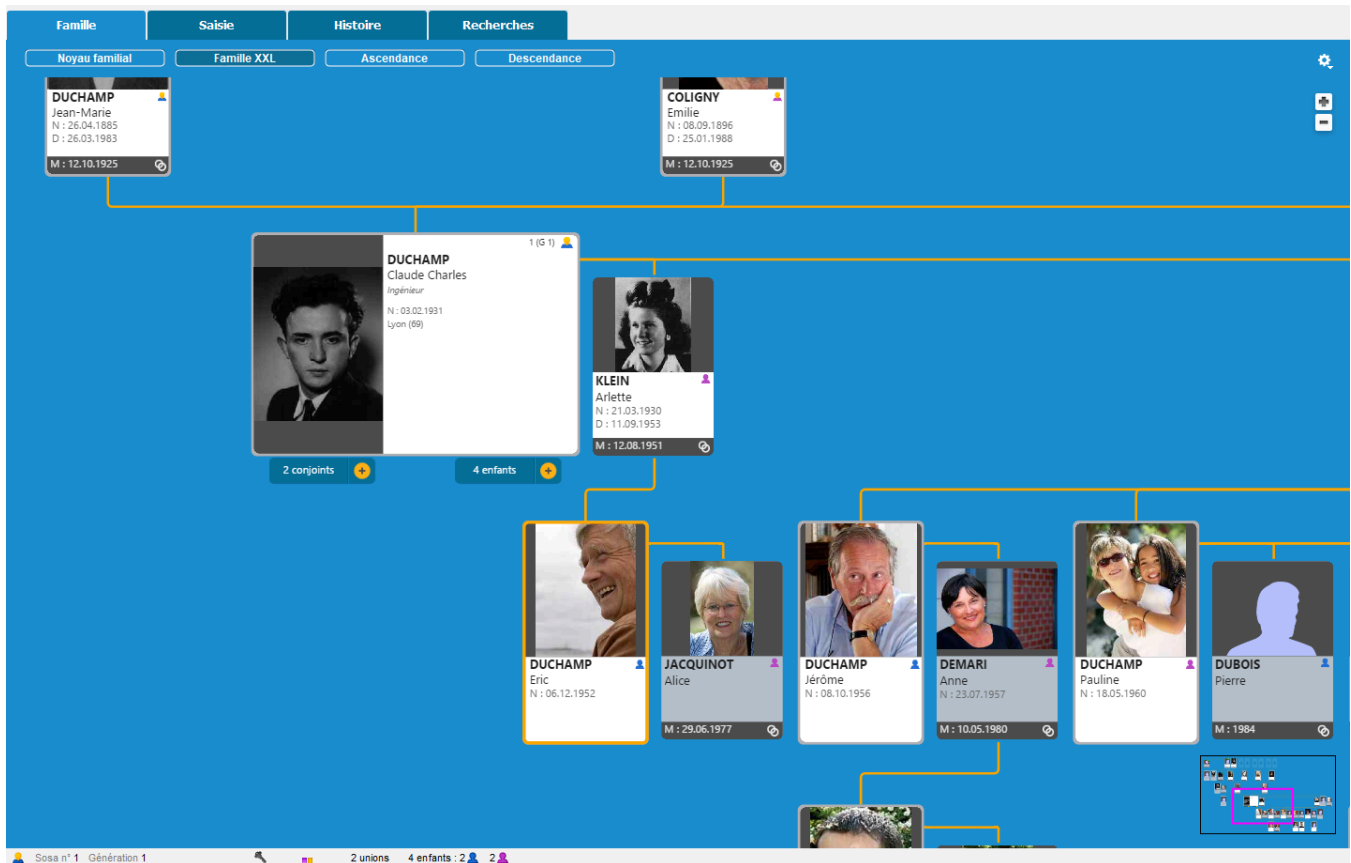 Famille
Saisie
Histoire
Recherches
Noyau familial
Famille XXL
Ascendance
Descendance
DUCHAMP
Jean-Marie
N : 26.04.1885
D : 26.03.1983
M : 12.10.1925
COLIGNY
Emilie
N : 08.09.1896
D : 25.01.1988
M : 12.10.1925
1 (G 1)
DUCHAMP
Claude Charles
Ingénieur
N : 03.02.1931
Lyon (69)
KLEIN
Arlette
N : 21.03.1930
D : 11.09.1953
M : 12.08.1951
2 conjoints
4 enfants
DUCHAMP
Eric
N : 06.12.1952
JACQUINOT
Alice
M : 29.06.1977
DUCHAMP
Jérôme
N : 08.10.1956
DEMARI
Anne
N : 23.07.1957
M : 10.05.1980
DUCHAMP
Pauline
N : 18.05.1960
DUBOIS
Pierre
M : 1984
Sosa n° 1 Génération 1
2 unions 4 enfants : 2 2